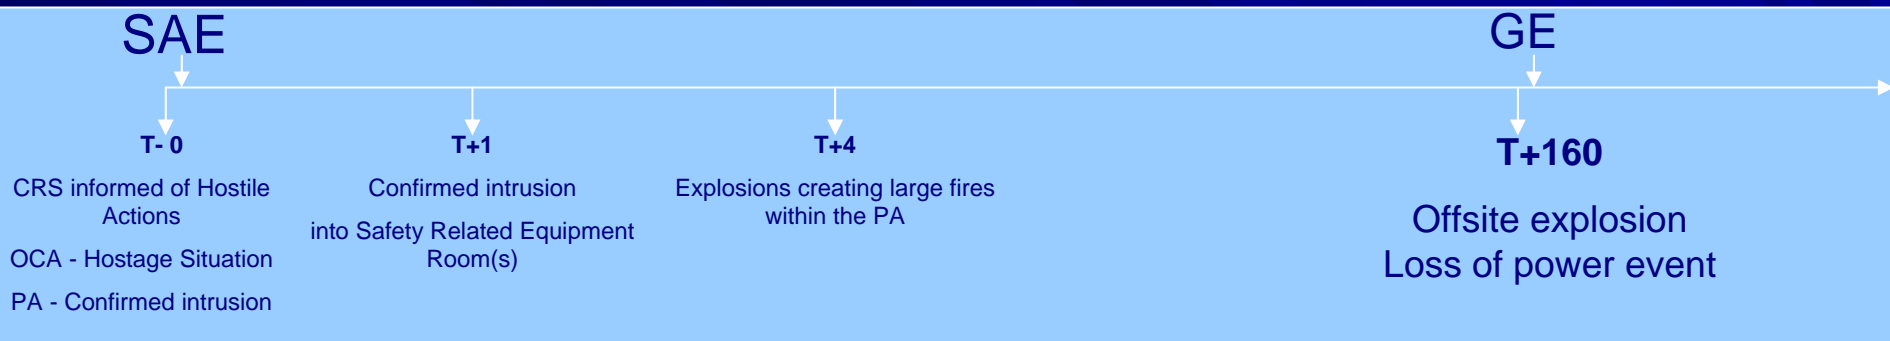 SAE
GE
T- 0
CRS informed of Hostile
Actions
OCA - Hostage Situation
PA - Confirmed intrusion
T+1
Confirmed intrusion
into Safety Related Equipment
Room(s)
T+4
Explosions creating large fires
within the PA
T+160
Offsite explosion
Loss of power event